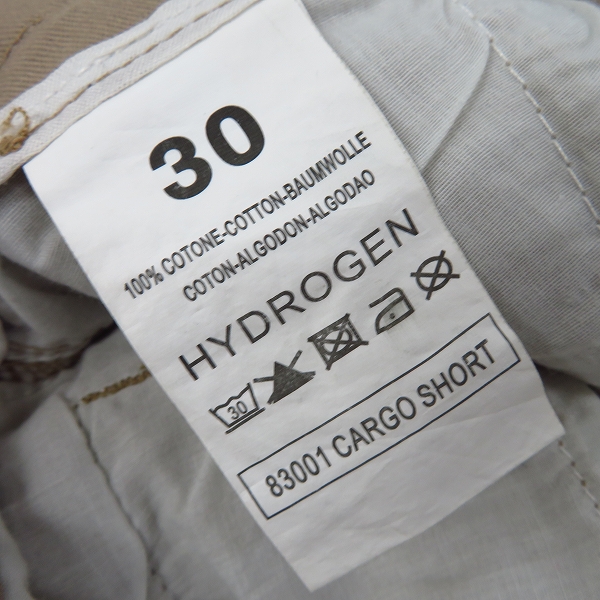 30
100% COTONE-COTTON-BAUMWOLLE
COTON-ALGODON-ALGODAO
HYDROGEN
30
83001 CARGO SHORT